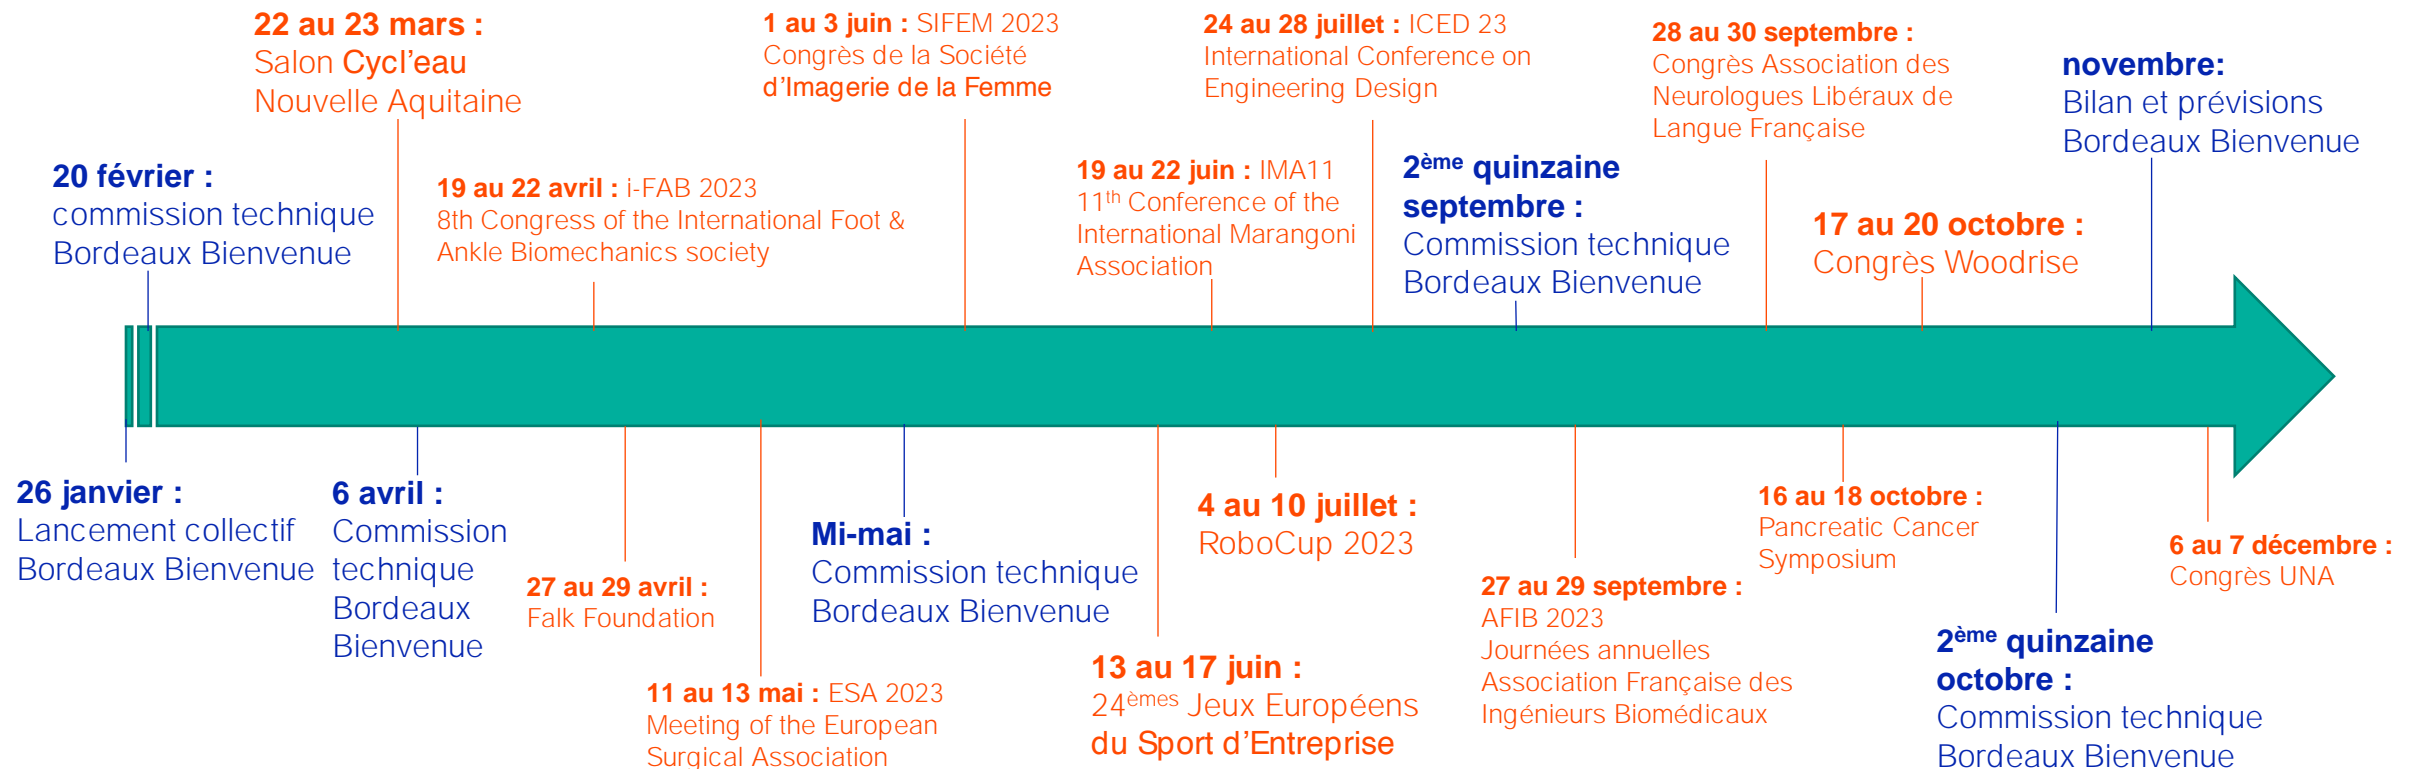 22 au 23 mars :
Salon Cycl'eau
Nouvelle Aquitaine
1 au 3 juin : SIFEM 2023
Congrès de la Société
d'Imagerie de la Femme
24 au 28 juillet : ICED 23
International Conference on
Engineering Design
28 au 30 septembre :
Congrès Association des
Neurologues Libéraux de
Langue Française
novembre:
Bilan et prévisions
Bordeaux Bienvenue
20 février :
commission technique
Bordeaux Bienvenue
19 au 22 avril : i-FAB 2023
8th Congress of the International Foot &
Ankle Biomechanics society
19 au 22 juin : IMA11
11th Conference of the
International Marangoni
Association
2ème quinzaine
septembre :
Commission technique
Bordeaux Bienvenue
17 au 20 octobre :
Congrès Woodrise
26 janvier :
Lancement collectif
Bordeaux Bienvenue
6 avril :
Commission
technique
Bordeaux
Bienvenue
27 au 29 avril :
Falk Foundation
11 au 13 mai : ESA 2023
Meeting of the European
Surgical Association
Mi-mai :
Commission technique
Bordeaux Bienvenue
13 au 17 juin :
24èmes Jeux Européens
du Sport d'Entreprise
4 au 10 juillet :
RoboCup 2023
27 au 29 septembre :
AFIB 2023
Journées annuelles
Association Française des
Ingénieurs Biomédicaux
16 au 18 octobre :
Pancreatic Cancer
Symposium
2ème quinzaine
octobre :
Commission technique
Bordeaux Bienvenue
6 au 7 décembre :
Congrès UNA